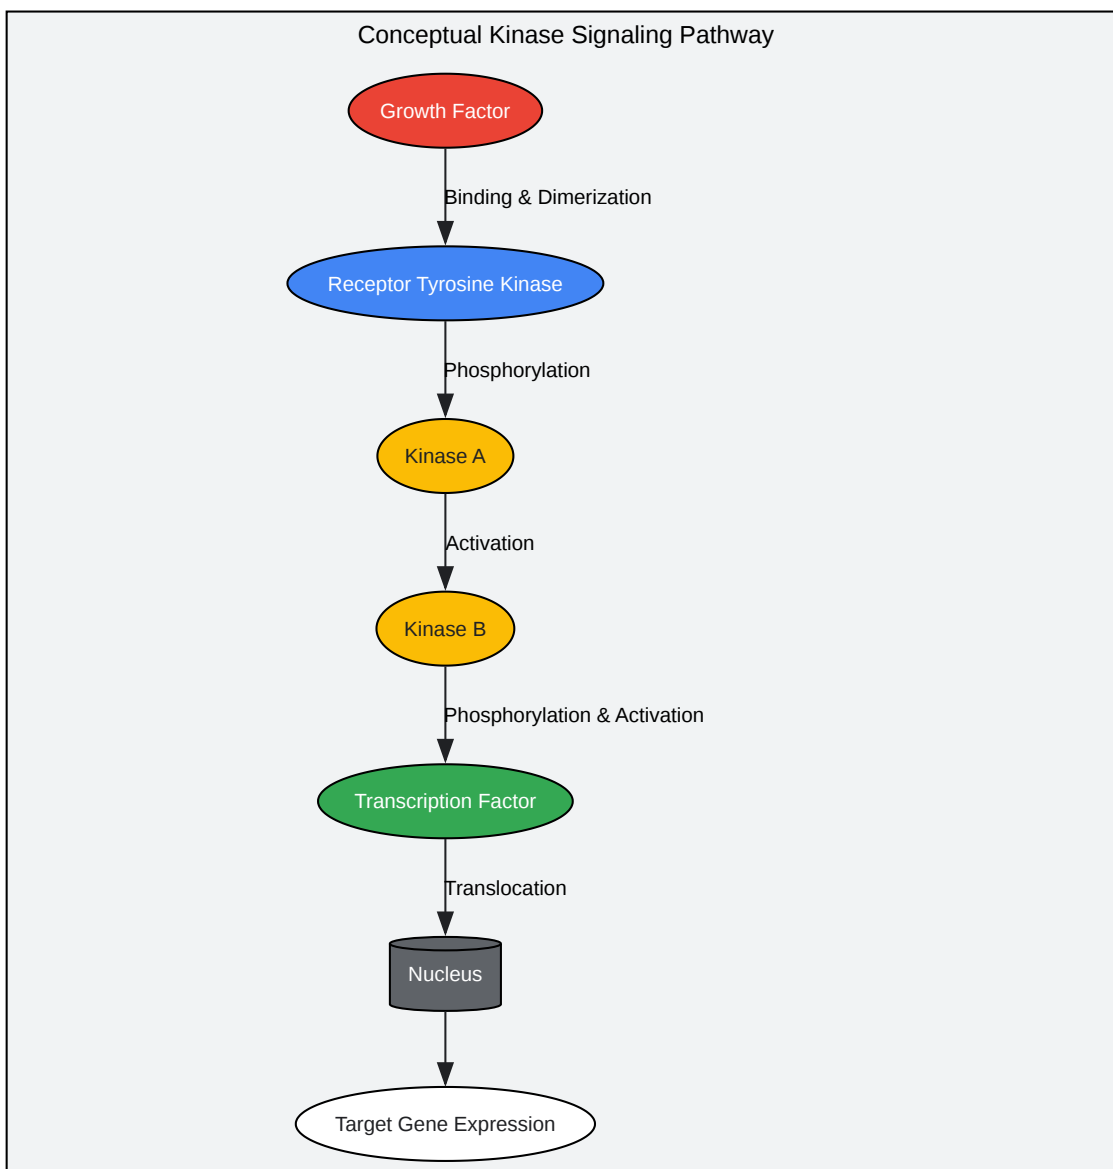 Conceptual Kinase Signaling Pathway
Growth Factor
Binding & Dimerization
Receptor Tyrosine Kinase
Phosphorylation
Kinase A
Activation
Kinase B
Phosphorylation & Activation
Transcription Factor
Translocation
Nucleus
Target Gene Expression